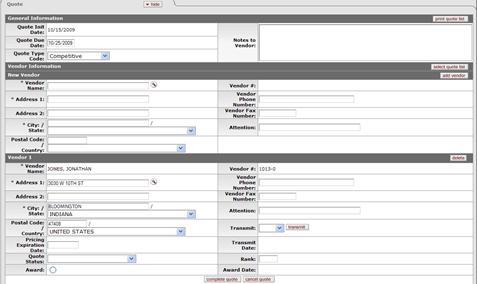 Quote hide
General Information print quote list
Quote Init Date: 10/15/2009 Notes to Vendor:
Quote Due Date: 10/25/2009
Quote Type Code: Competitive
Vendor Information select quote list
New Vendor add vendor
* Vendor Name: Vendor #:
* Address 1: Vendor Phone Number:
Address 2: Vendor Fax Number:
* City: / State: / Attention:
Postal Code: / Country: /
Vendor 1 delete
* Vendor Name: JONES, JONATHAN Vendor #: 1013-0
* Address 1: 3030 W 10TH ST Vendor Phone Number:
Address 2: Vendor Fax Number:
* City: / State: BLOOMINGTON / INDIANA Attention:
Postal Code: / Country: 47408 / UNITED STATES Transmit: transmit
Pricing Expiration Date: Transmit Date:
Quote Status: Rank:
Award: Award Date:
complete quote cancel quote